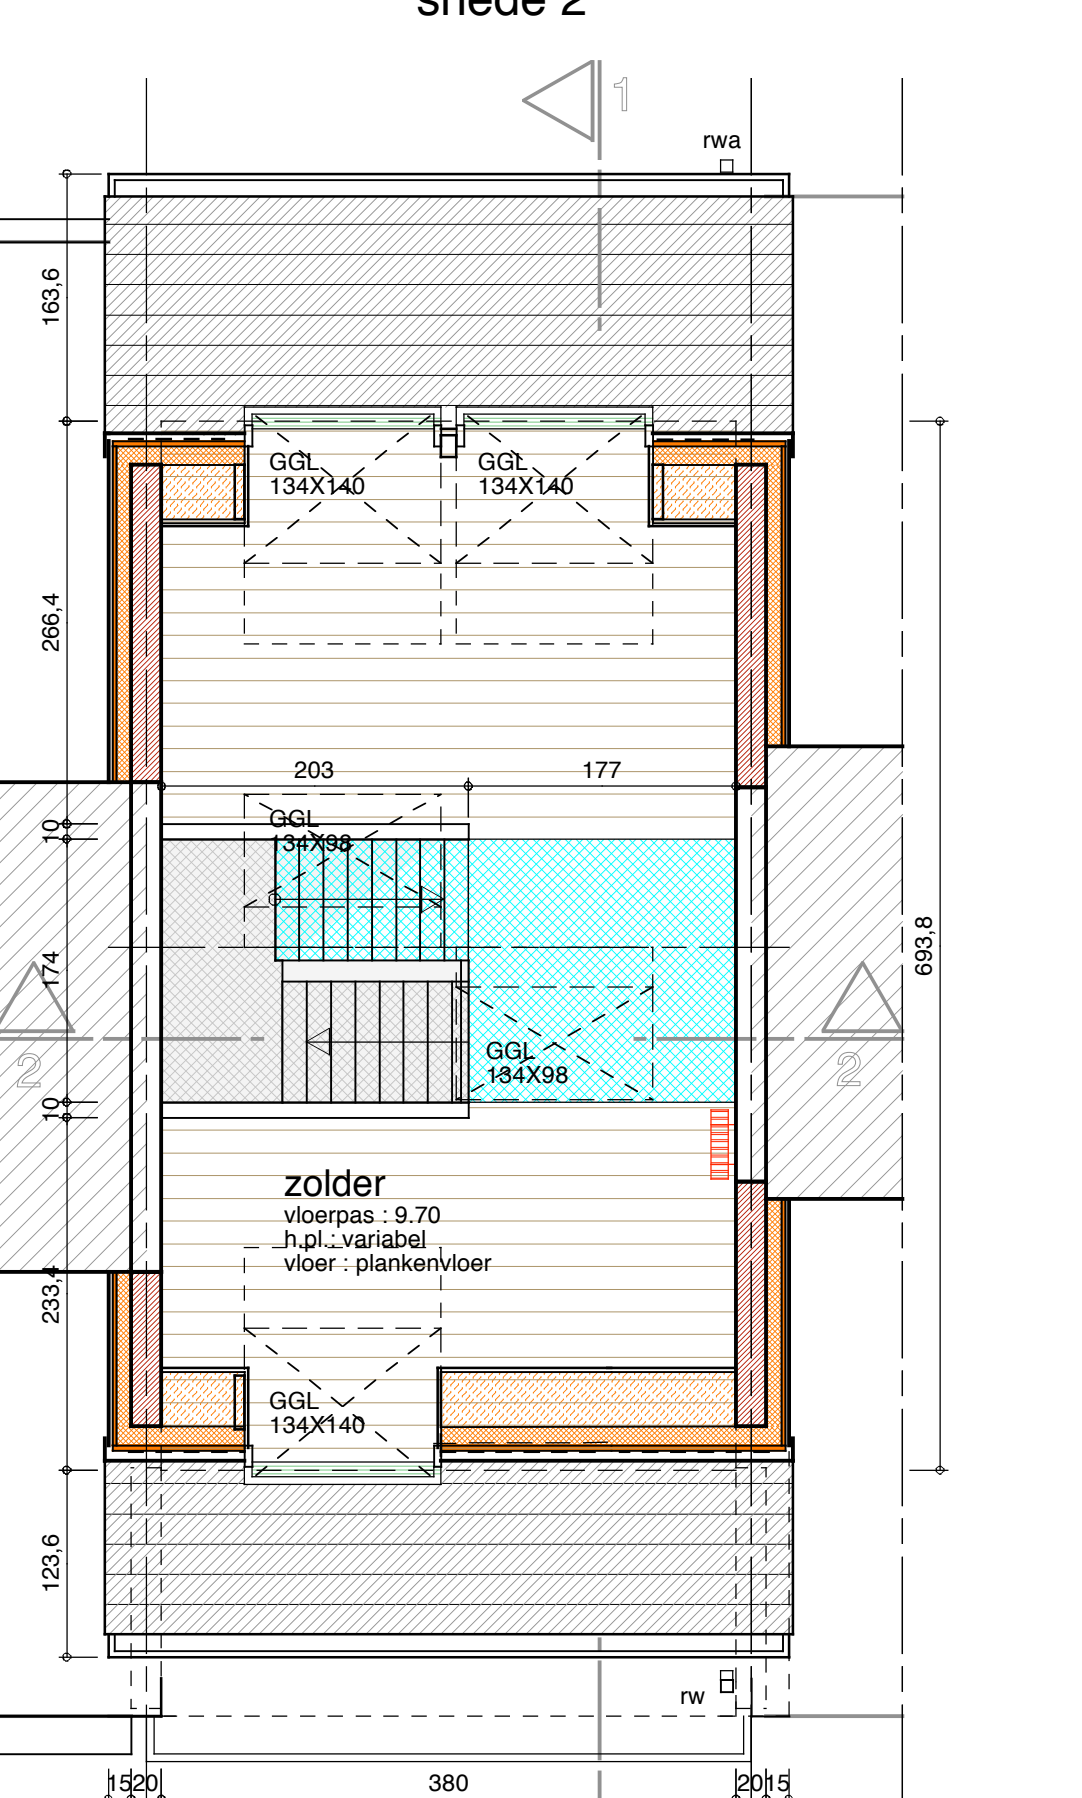 snede 2
1
rwa
163,6
GGL
134X140
GGL
134X140
266,4
203
177
GGL
134X98
10
174
693,8
2
GGL
134X98
2
10
zolder
vloerpas : 9.70
h.pl.: variabel
vloer : plankenvloer
233,4
GGL
134X140
123,6
rw
15 20 380 20 15